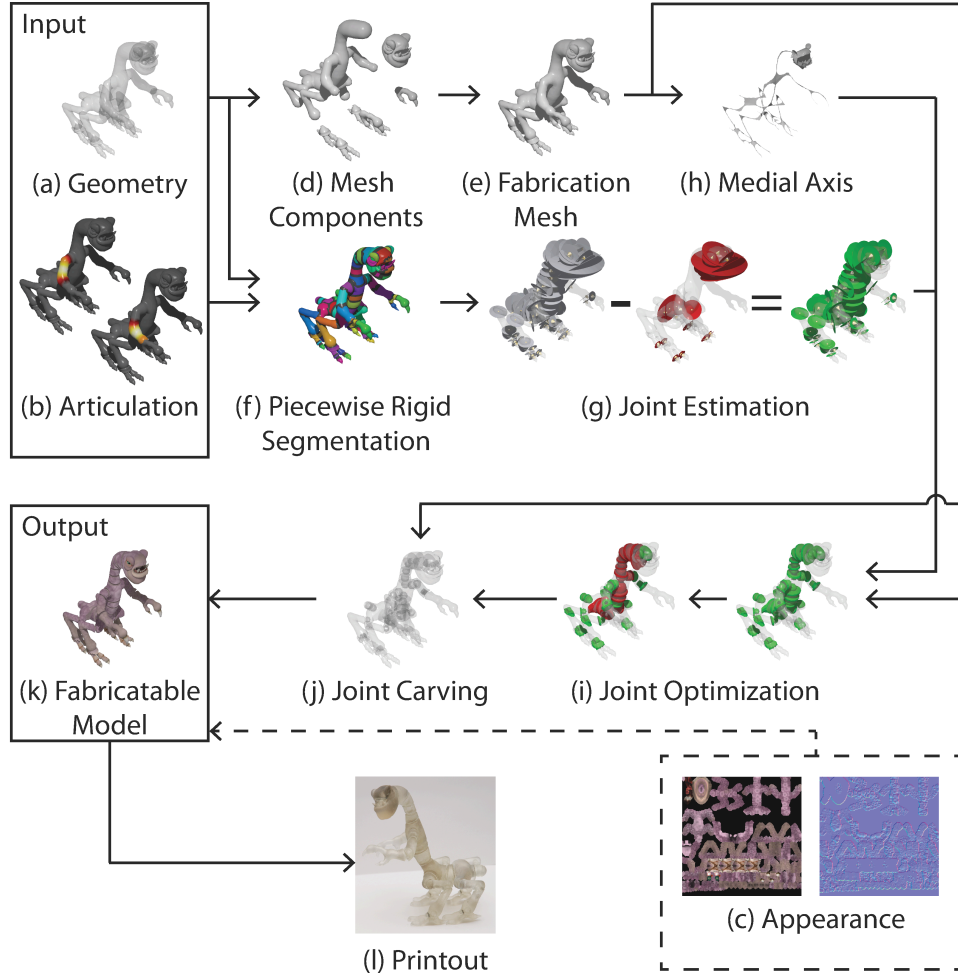 Input
(a) Geometry
(d) Mesh
Components
(e) Fabrication
Mesh
(h) Medial Axis
(b) Articulation
(f) Piecewise Rigid
Segmentation
(g) Joint Estimation
Output
(k) Fabricatable
Model
(j) Joint Carving
(i) Joint Optimization
(c) Appearance
(l) Printout